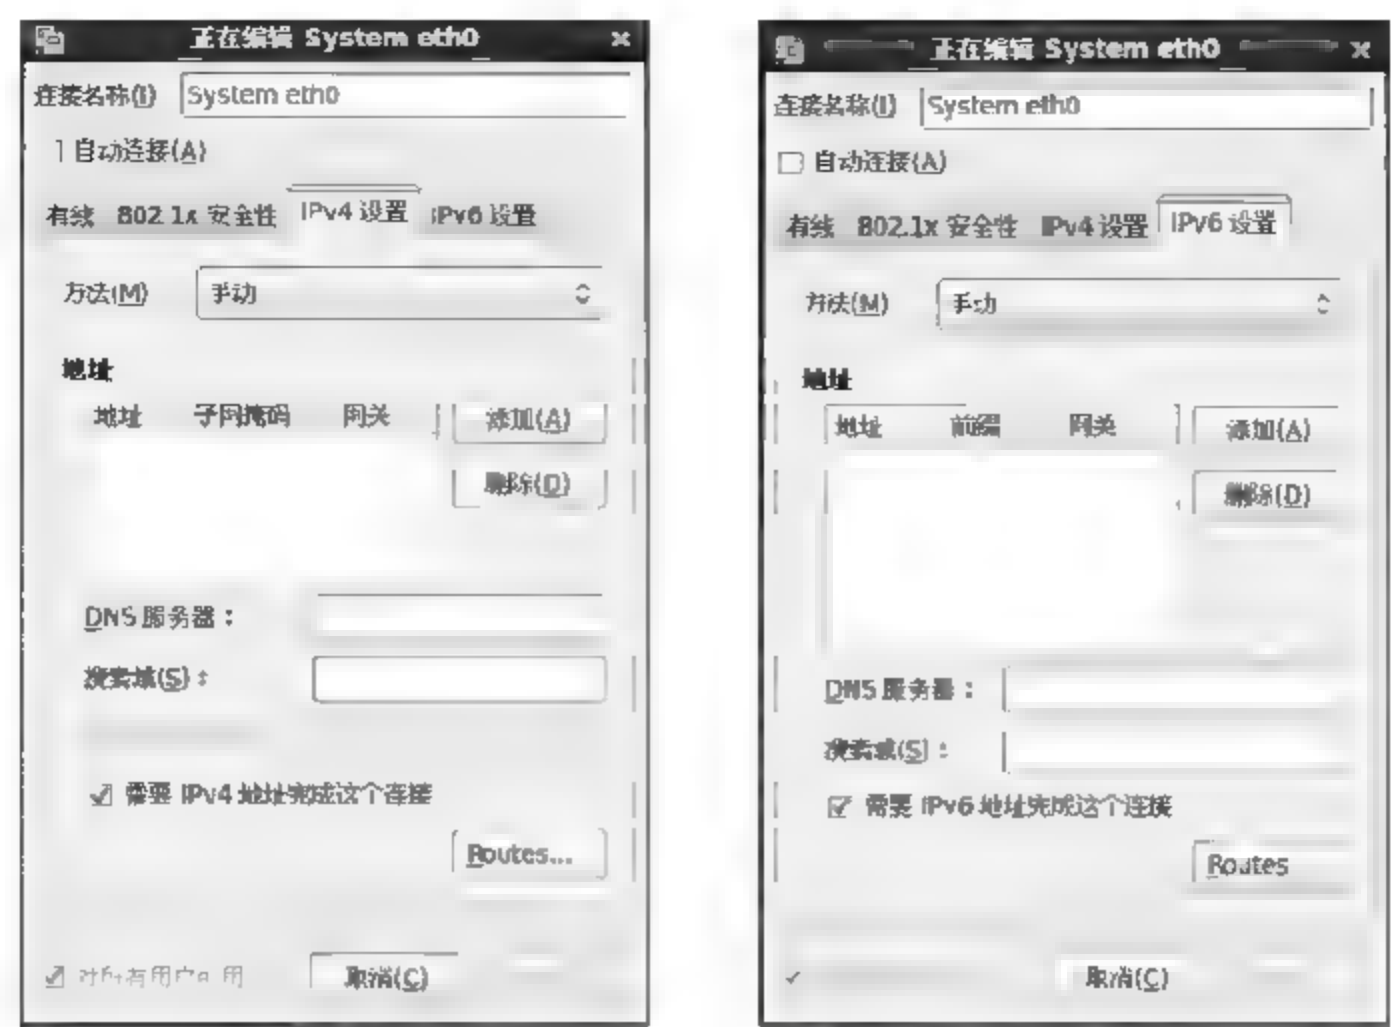 正在编辑 System eth0
连接名称(I) System eth0
自动连接(A)
有线 802.1x 安全性 IPv4 设置 IPv6 设置
方法(M) 手动
地址
地址 子网掩码 网关 添加(A)
删除(D)
DNS 服务器：
搜索域(S)：
需要 IPv4 地址完成这个连接
Routes...
对所有用户可用 取消(C)
正在编辑 System eth0
连接名称(I) System eth0
自动连接(A)
有线 802.1x 安全性 IPv4 设置 IPv6 设置
方法(M) 手动
地址
地址 前缀 网关 添加(A)
删除(D)
DNS 服务器：
搜索域(S)：
需要 IPv6 地址完成这个连接
Routes
取消(C)